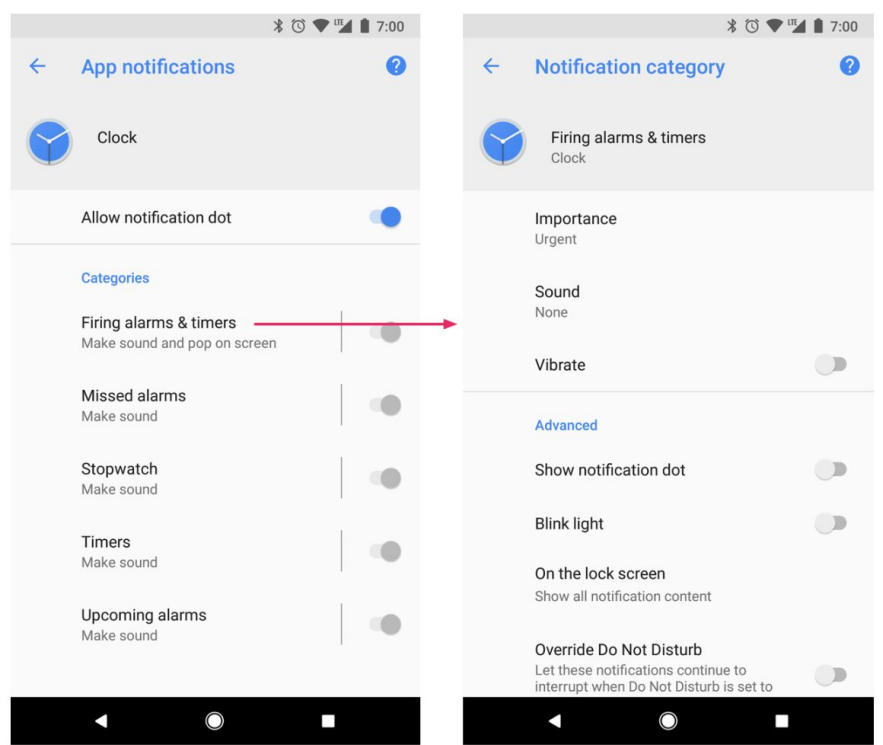 LTE 7:00
App notifications
Clock
Allow notification dot
Categories
Firing alarms & timers
Make sound and pop on screen
Missed alarms
Make sound
Stopwatch
Make sound
Timers
Make sound
Upcoming alarms
Make sound
LTE 7:00
Notification category
?
Firing alarms & timers
Clock
Importance
Urgent
Sound
None
Vibrate
Advanced
Show notification dot
Blink light
On the lock screen
Show all notification content
Override Do Not Disturb
Let these notifications continue to
interrupt when Do Not Disturb is set to